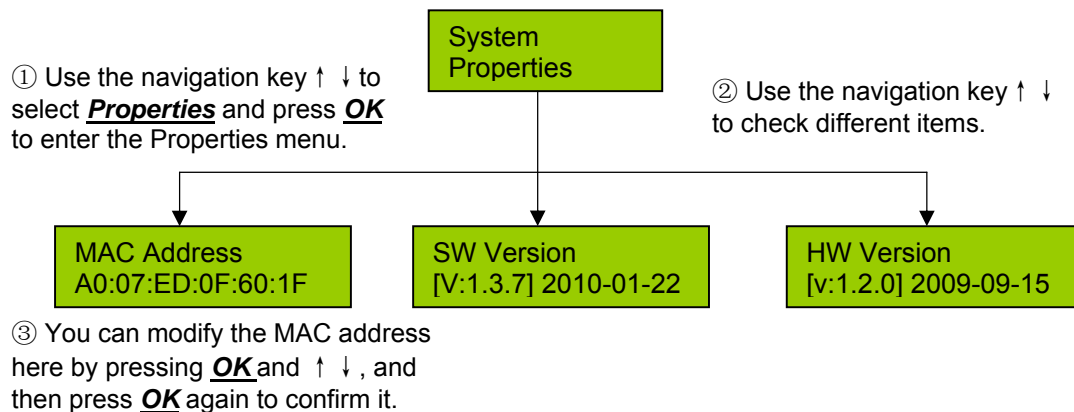 System
Properties
① Use the navigation key ↑ ↓ to
select Properties and press OK
to enter the Properties menu.
② Use the navigation key ↑ ↓
to check different items.
MAC Address
A0:07:ED:0F:60:1F
SW Version
[V:1.3.7] 2010-01-22
HW Version
[v:1.2.0] 2009-09-15
③ You can modify the MAC address
here by pressing OK and ↑ ↓ , and
then press OK again to confirm it.